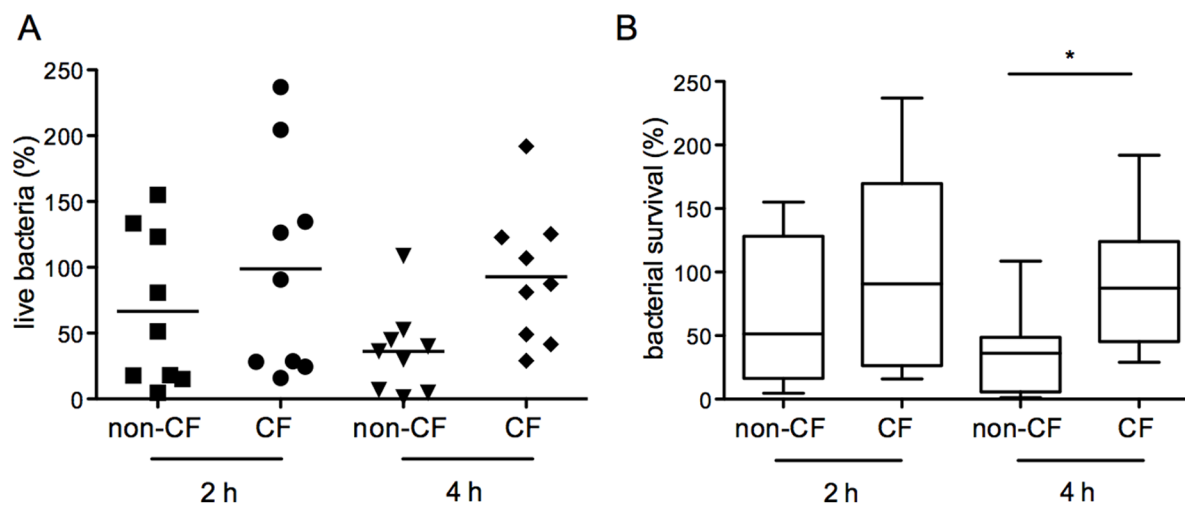 A
live bacteria (%)
250
200
150
100
50
0
non-CF CF non-CF CF
2 h 4 h
B
*
bacterial survival (%)
250
200
150
100
50
0
non-CF CF non-CF CF
2 h 4 h